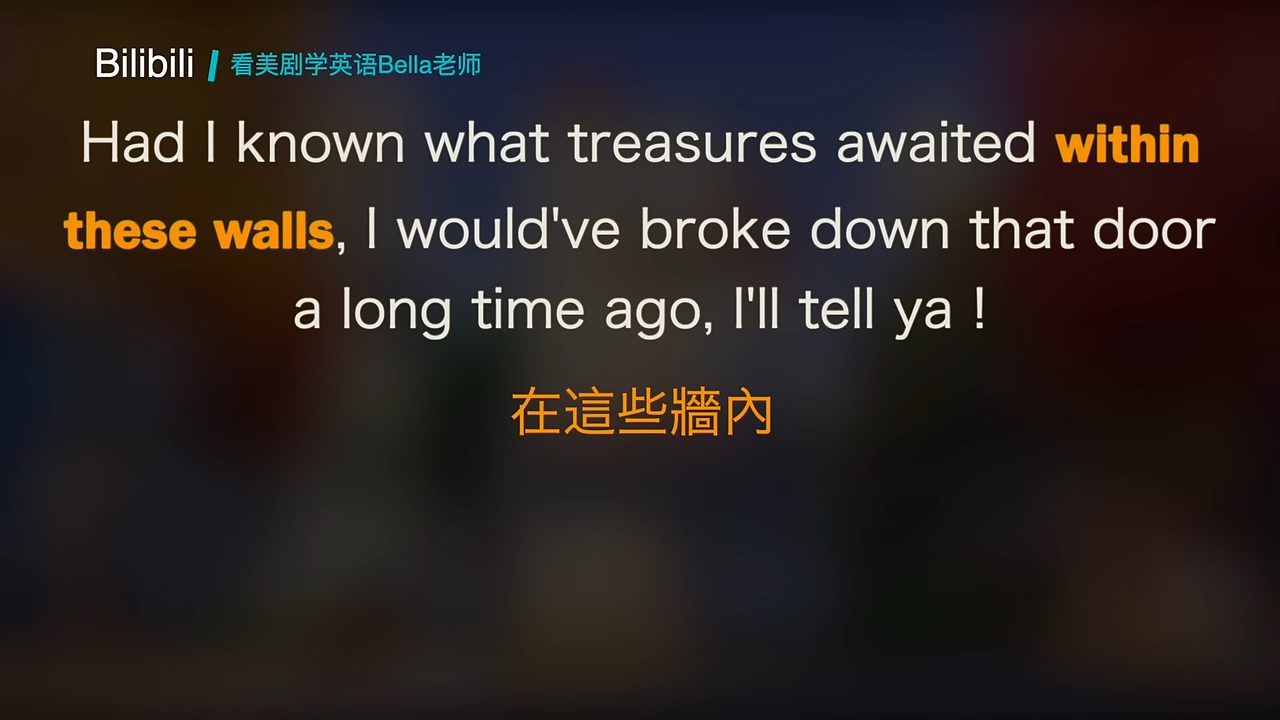 Bilibili / 看美剧学英语Bella老师
Had I known what treasures awaited within
these walls, I would've broke down that door
a long time ago, I'll tell ya !
在這些牆內